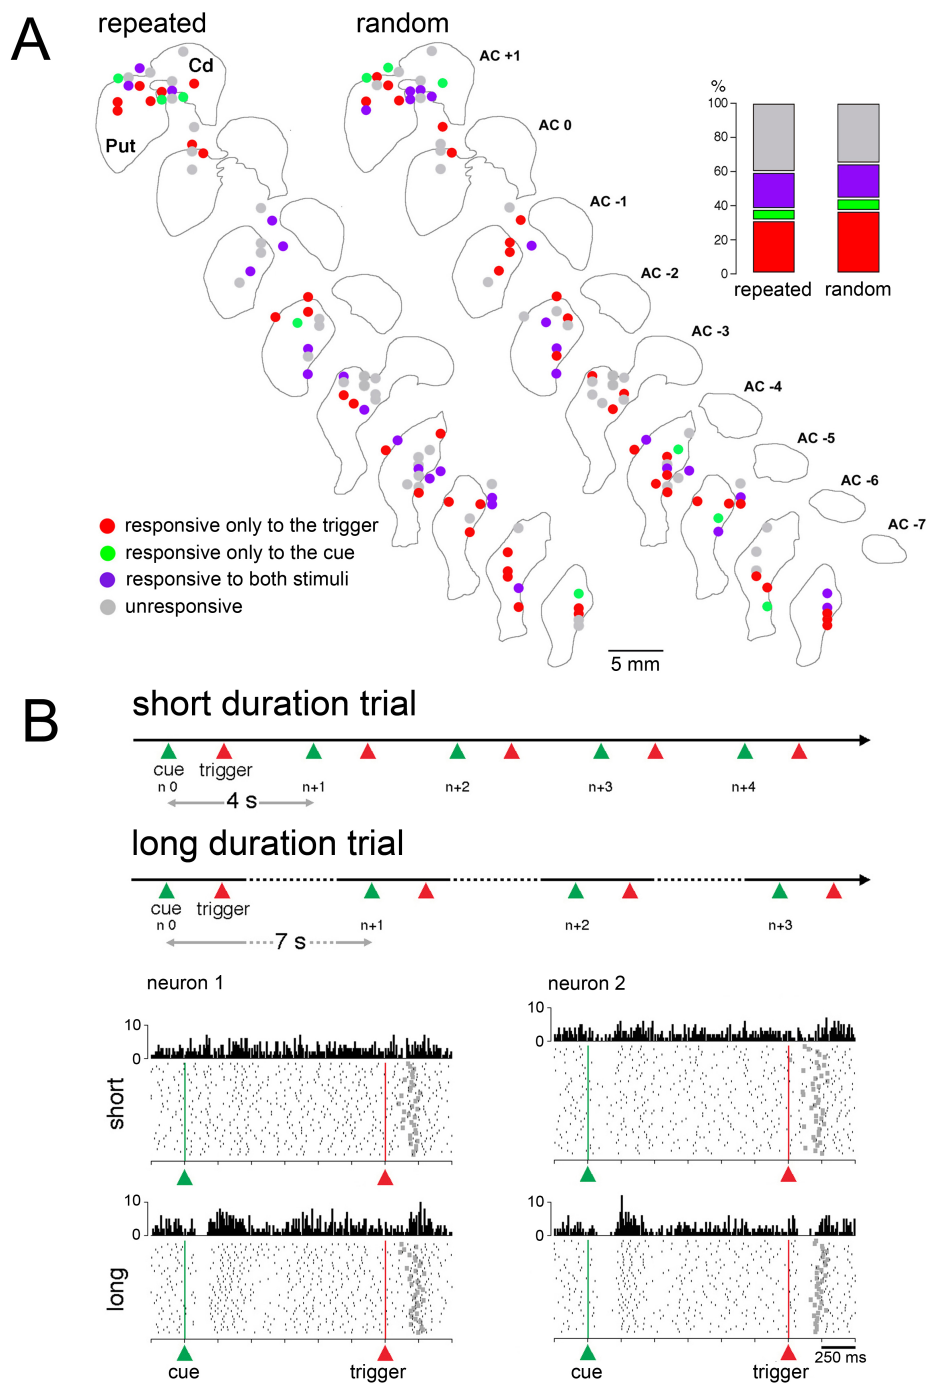 A
repeated
random
Cd
Put
AC +1
AC 0
AC -1
AC -2
AC -3
AC -4
AC -5
AC -6
AC -7
%
100
80
60
40
20
0
repeated random
responsive only to the trigger
responsive only to the cue
responsive to both stimuli
unresponsive
5 mm
B
short duration trial
cue trigger
n 0 n+1 n+2 n+3 n+4
4 s
long duration trial
cue trigger
n 0 n+1 n+2 n+3
7 s
neuron 1 neuron 2
10 10
0 0
short
10 10
0 0
long
250 ms
cue trigger cue trigger